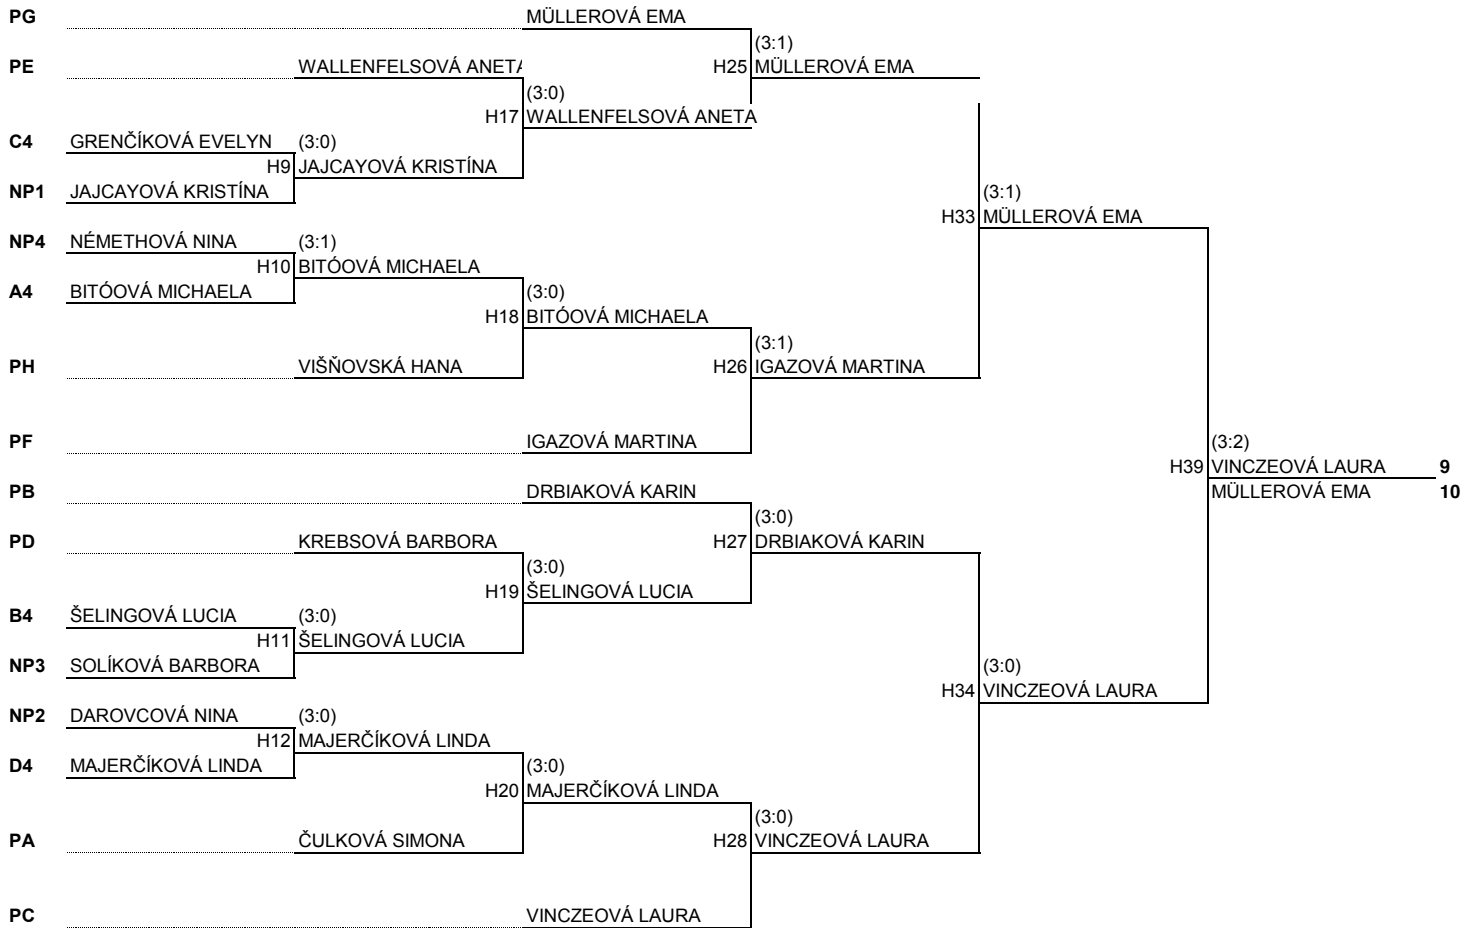 PG MÜLLEROVÁ EMA
(3:1)
PE WALLENFELSOVÁ ANETA H25 MÜLLEROVÁ EMA
(3:0)
H17 WALLENFELSOVÁ ANETA
C4 GRENČÍKOVÁ EVELYN (3:0)
H9 JAJCAYOVÁ KRISTÍNA
NP1 JAJCAYOVÁ KRISTÍNA (3:1)
H33 MÜLLEROVÁ EMA
NP4 NÉMETHOVÁ NINA (3:1)
H10 BITÓOVÁ MICHAELA
A4 BITÓOVÁ MICHAELA (3:0)
H18 BITÓOVÁ MICHAELA
(3:1)
PH VIŠŇOVSKÁ HANA H26 IGAZOVÁ MARTINA
PF IGAZOVÁ MARTINA (3:2)
H39 VINCZEOVÁ LAURA 9
PB DRBIAKOVÁ KARIN MÜLLEROVÁ EMA 10
(3:0)
PD KREBSOVÁ BARBORA H27 DRBIAKOVÁ KARIN
(3:0)
H19 ŠELINGOVÁ LUCIA
B4 ŠELINGOVÁ LUCIA (3:0)
H11 ŠELINGOVÁ LUCIA
NP3 SOLÍKOVÁ BARBORA (3:0)
H34 VINCZEOVÁ LAURA
NP2 DAROVCOVÁ NINA (3:0)
H12 MAJERČÍKOVÁ LINDA
D4 MAJERČÍKOVÁ LINDA (3:0)
H20 MAJERČÍKOVÁ LINDA
(3:0)
PA ČULKOVÁ SIMONA H28 VINCZEOVÁ LAURA
PC VINCZEOVÁ LAURA